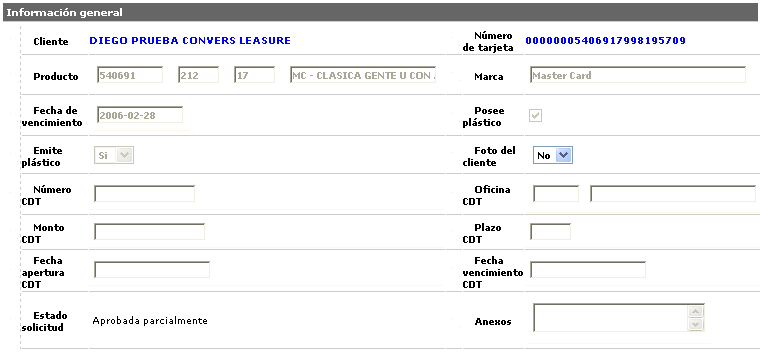 Información general
Cliente DIEGO PRUEBA CONVERS LEASURE Número de tarjeta 00000005406917998195709
Producto 540691 212 17 MC - CLASICA GENTE U CON Marca Master Card
Fecha de vencimiento 2006-02-28 Posee plástico
Emite plástico Si Foto del cliente No
Número CDT Oficina CDT
Monto CDT Plazo CDT
Fecha apertura CDT Fecha vencimiento CDT
Estado solicitud Aprobada parcialmente Anexos